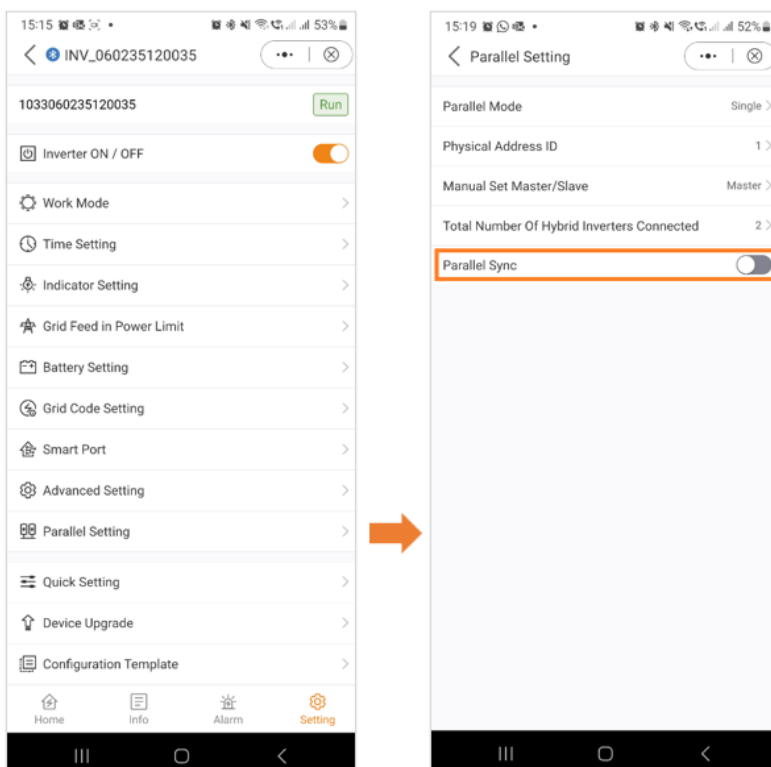 15:15
53%
INV_060235120035
1033060235120035
Run
Inverter ON / OFF
Work Mode
Time Setting
Indicator Setting
Grid Feed in Power Limit
Battery Setting
Grid Code Setting
Smart Port
Advanced Setting
Parallel Setting
Quick Setting
Device Upgrade
Configuration Template
Home
Info
Alarm
Setting
15:19
52%
Parallel Setting
Parallel Mode
Single
Physical Address ID
1
Manual Set Master/Slave
Master
Total Number Of Hybrid Inverters Connected
2
Parallel Sync